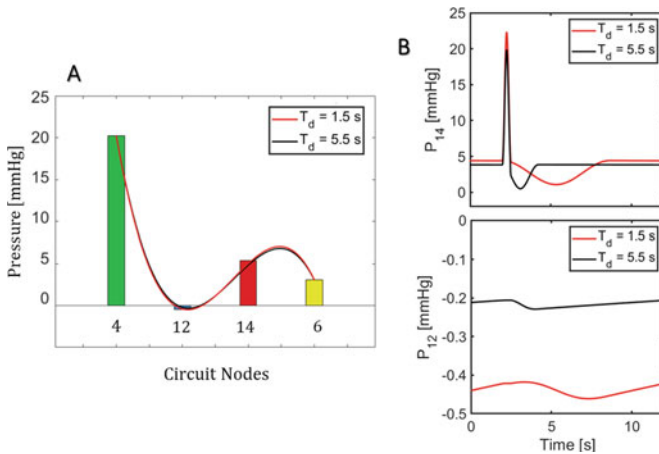 A
Pressure [mmHg]
25
20
15
10
5
0
T_d = 1.5 s
T_d = 5.5 s
4 12 14 6
Circuit Nodes
B
P_14 [mmHg]
25
20
15
10
5
0
T_d = 1.5 s
T_d = 5.5 s
P_12 [mmHg]
0
-0.1
-0.2
-0.3
-0.4
-0.5
T_d = 1.5 s
T_d = 5.5 s
0 5 10
Time [s]